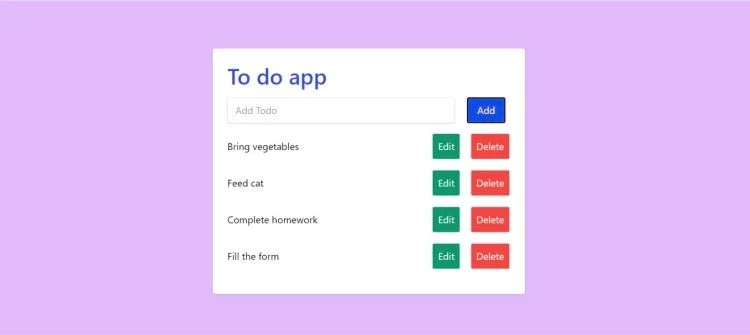 To do app
Add Todo Add
Bring vegetables Edit Delete
Feed cat Edit Delete
Complete homework Edit Delete
Fill the form Edit Delete